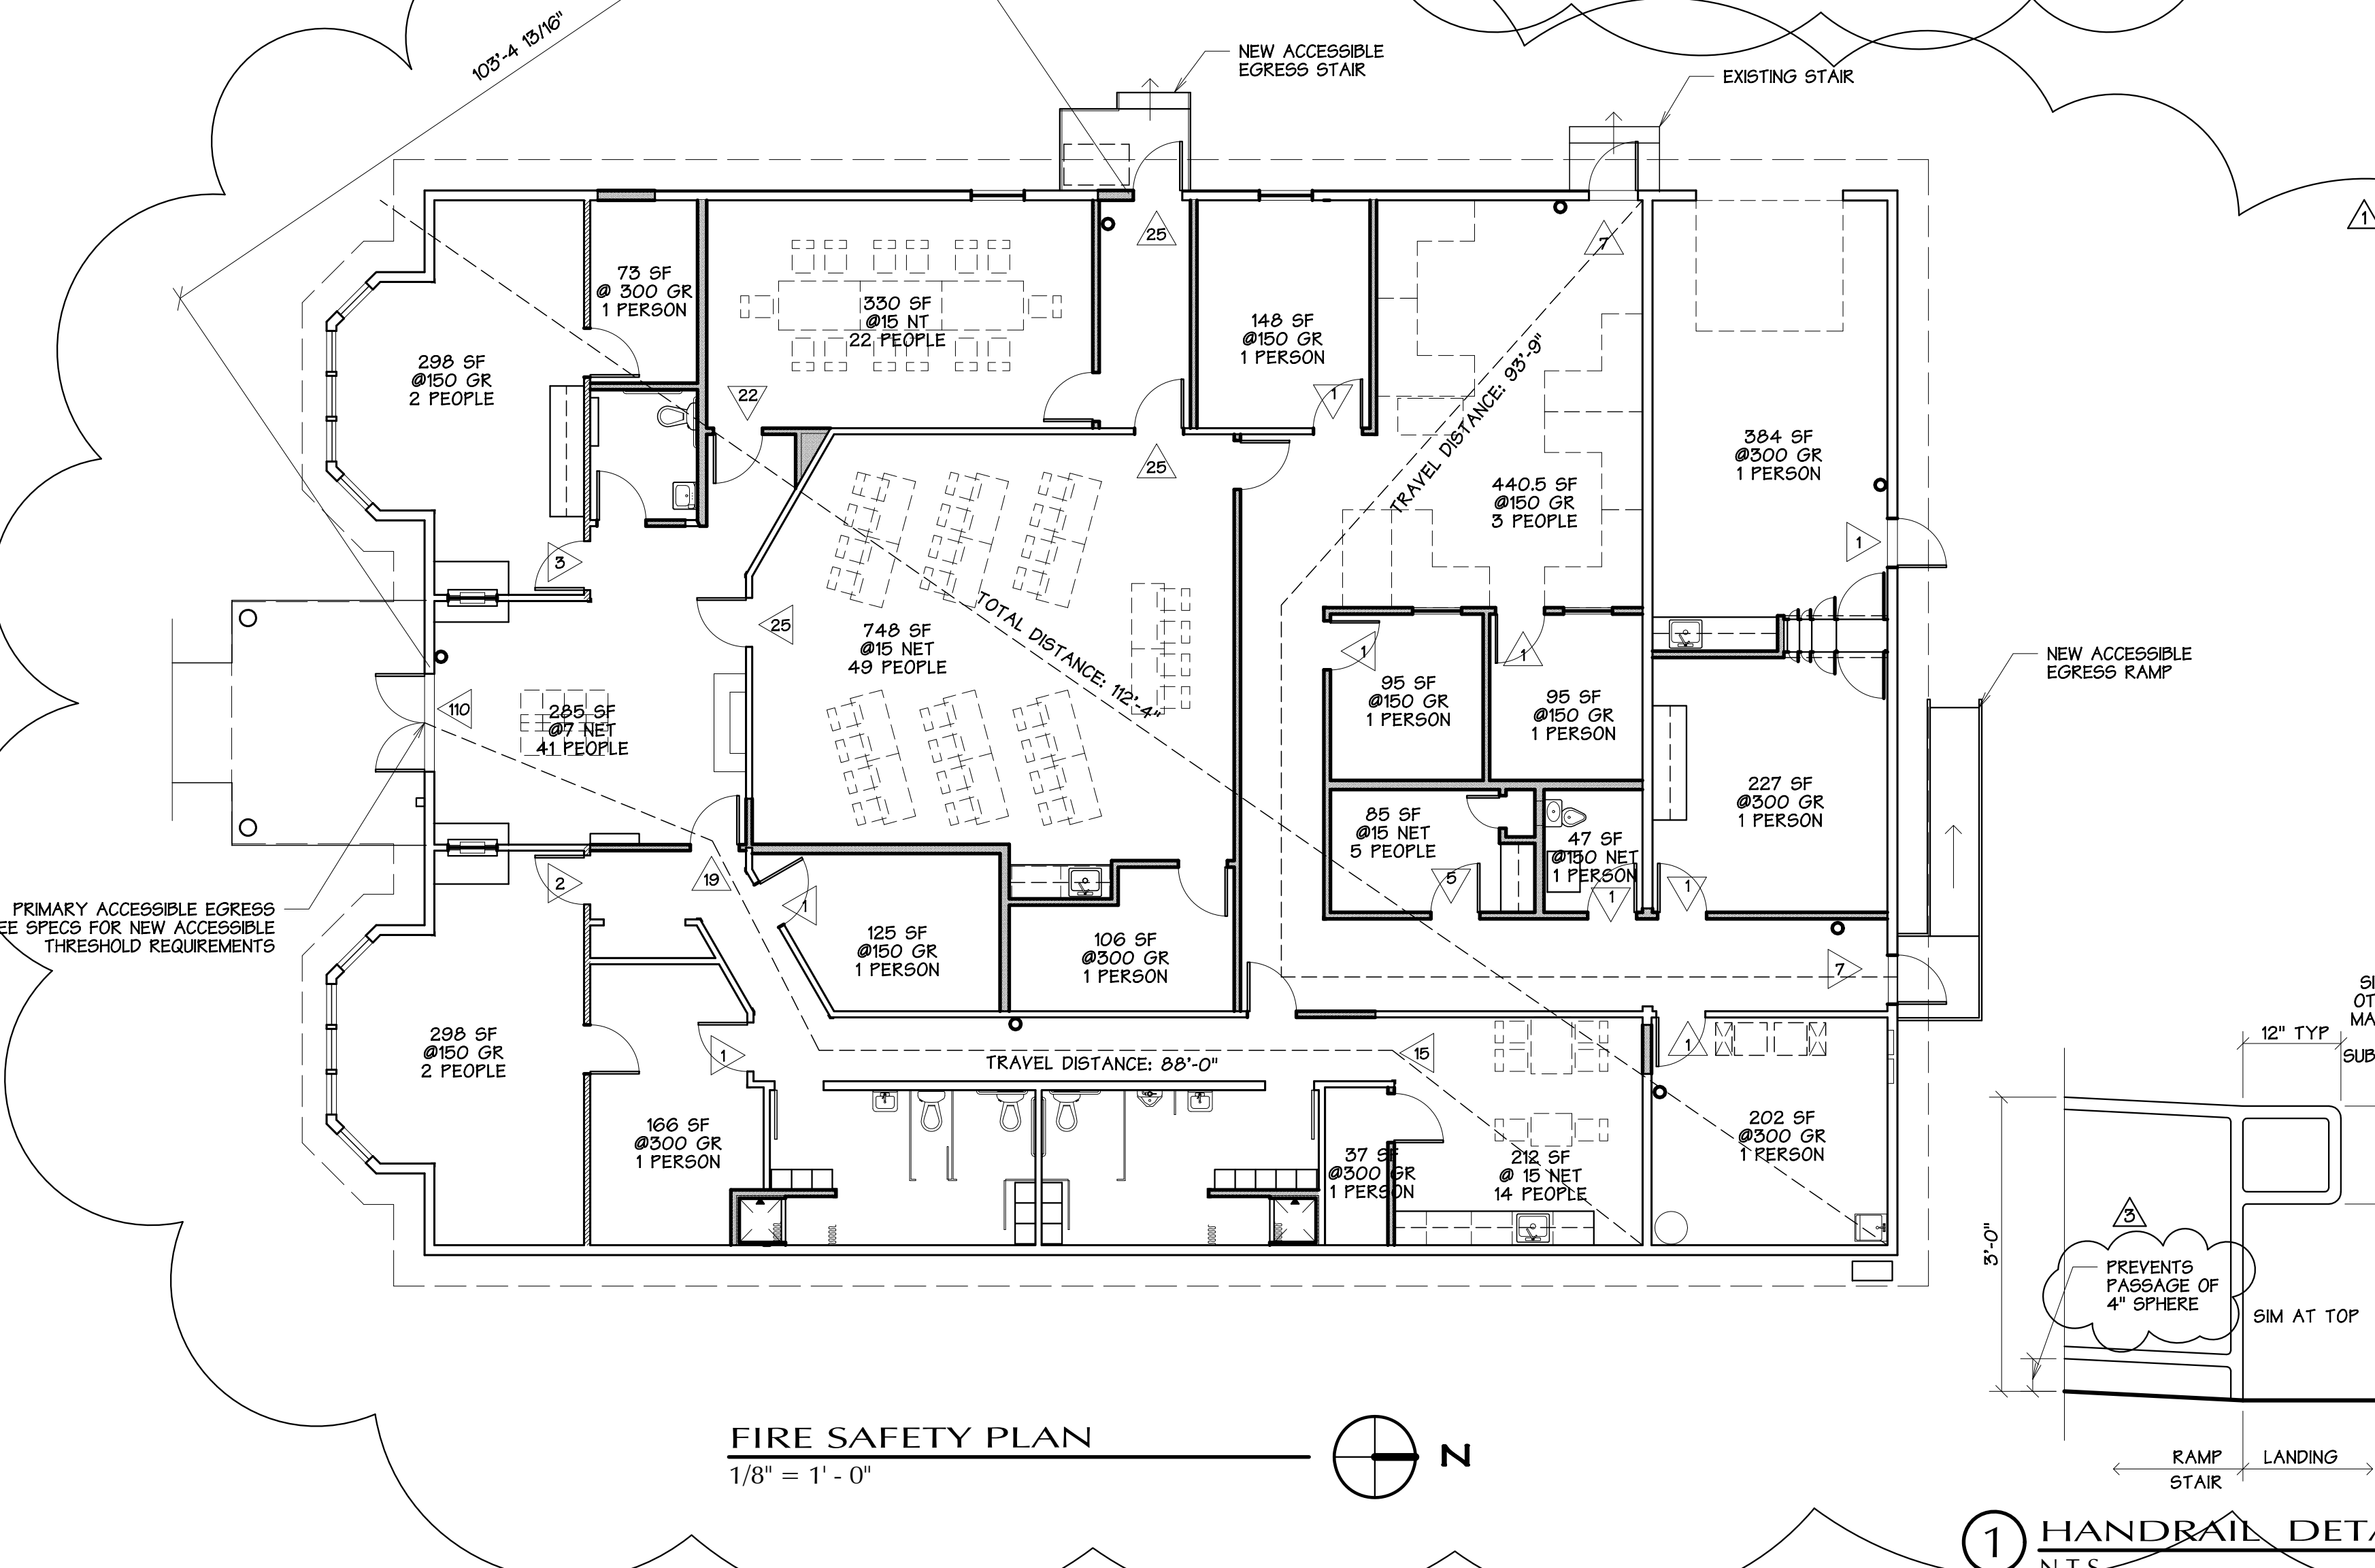 103'-4 13/16"
NEW ACCESSIBLE
EGRESS STAIR
EXISTING STAIR
1
73 SF
@ 300 GR
1 PERSON
330 SF
@15 NT
22 PEOPLE
25
7
148 SF
@150 GR
1 PERSON
298 SF
@150 GR
2 PEOPLE
22
1
TRAVEL DISTANCE: 93'-9"
384 SF
@300 GR
1 PERSON
25
440.5 SF
@150 GR
3 PEOPLE
3
1
25
748 SF
@15 NET
49 PEOPLE
TOTAL DISTANCE: 112'-4"
1
1
NEW ACCESSIBLE
EGRESS RAMP
95 SF
@150 GR
1 PERSON
95 SF
@150 GR
1 PERSON
110
285 SF
@7 NET
41 PEOPLE
227 SF
@300 GR
1 PERSON
85 SF
@15 NET
5 PEOPLE
47 SF
@150 NET
1 PERSON
2
19
1
5
1
1
PRIMARY ACCESSIBLE EGRESS
EE SPECS FOR NEW ACCESSIBLE
THRESHOLD REQUIREMENTS
125 SF
@150 GR
1 PERSON
106 SF
@300 GR
1 PERSON
7
SI
OT
MA
12" TYP
SUB
298 SF
@150 GR
2 PEOPLE
1
TRAVEL DISTANCE: 88'-0"
15
1
166 SF
@300 GR
1 PERSON
37 SF
@300 GR
1 PERSON
212 SF
@ 15 NET
14 PEOPLE
202 SF
@300 GR
1 PERSON
3
3'-0"
PREVENTS
PASSAGE OF
4" SPHERE
SIM AT TOP
FIRE SAFETY PLAN
1/8" = 1' - 0"
N
RAMP
LANDING
STAIR
1
HANDRAIL DETA
N.T.S.